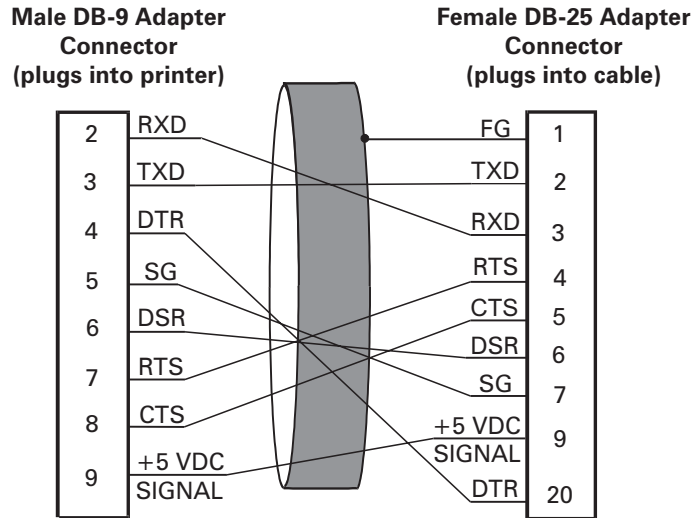 Male DB-9 Adapter
Connector
(plugs into printer)
Female DB-25 Adapter
Connector
(plugs into cable)
2 RXD
3 TXD
4 DTR
5 SG
6 DSR
7 RTS
8 CTS
9 +5 VDC
SIGNAL
FG 1
TXD 2
RXD 3
RTS 4
CTS 5
DSR 6
SG 7
+5 VDC 9
SIGNAL
DTR 20